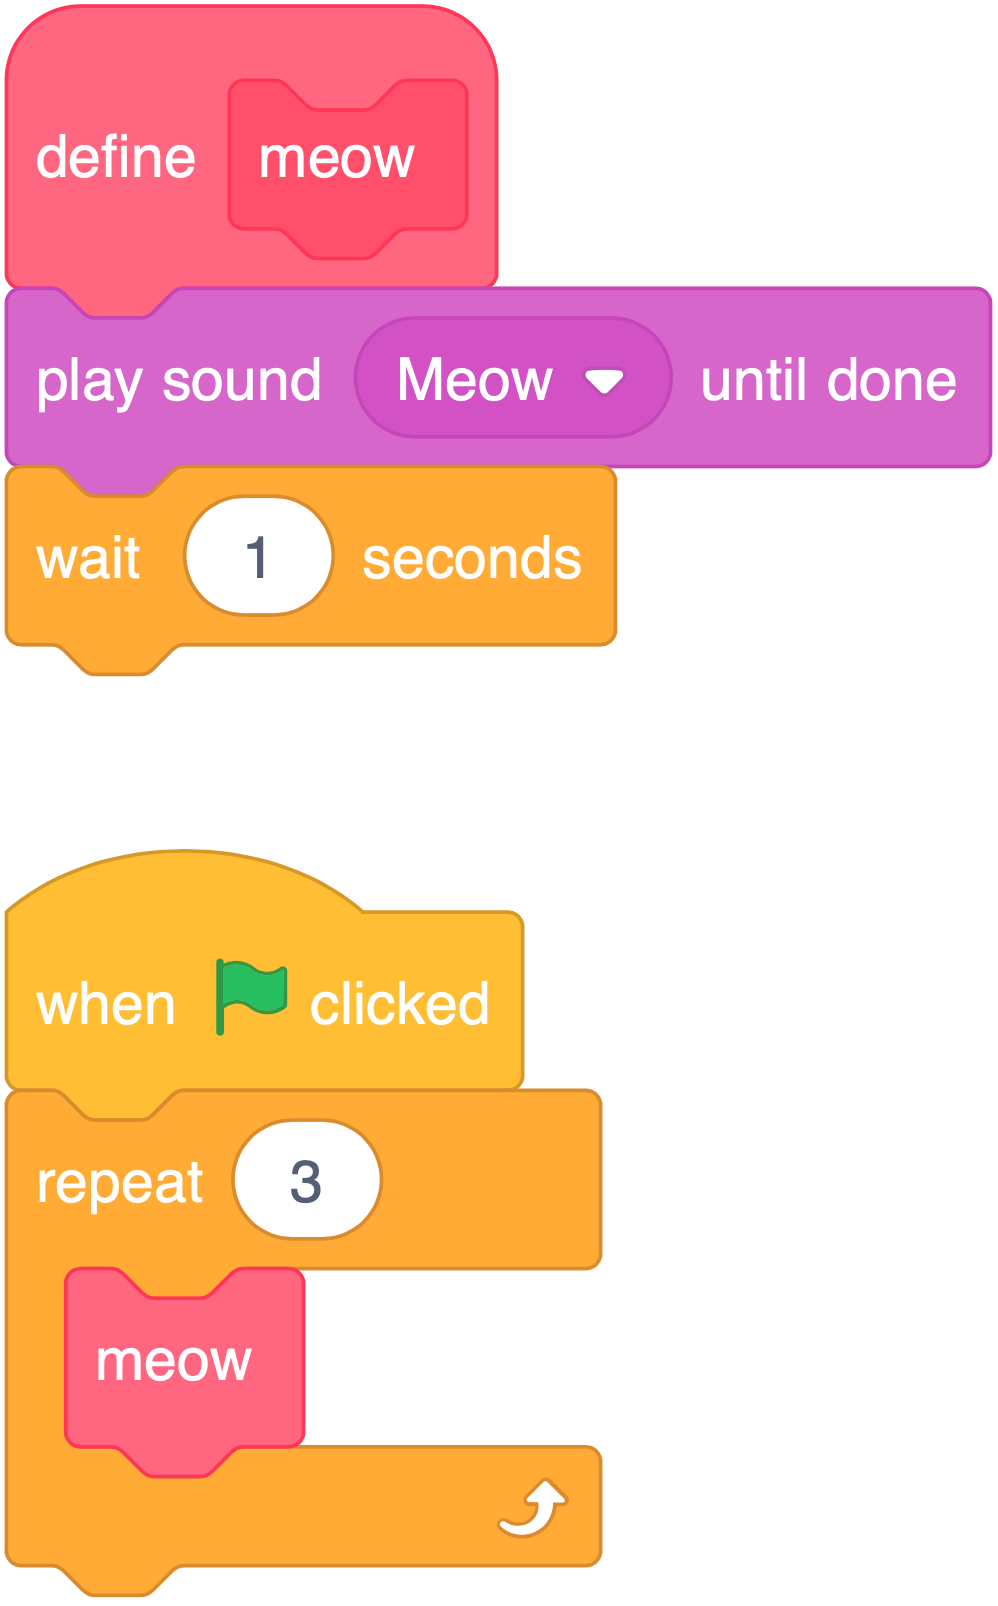 define meow
play sound Meow until done
wait 1 seconds
when clicked
repeat 3
meow